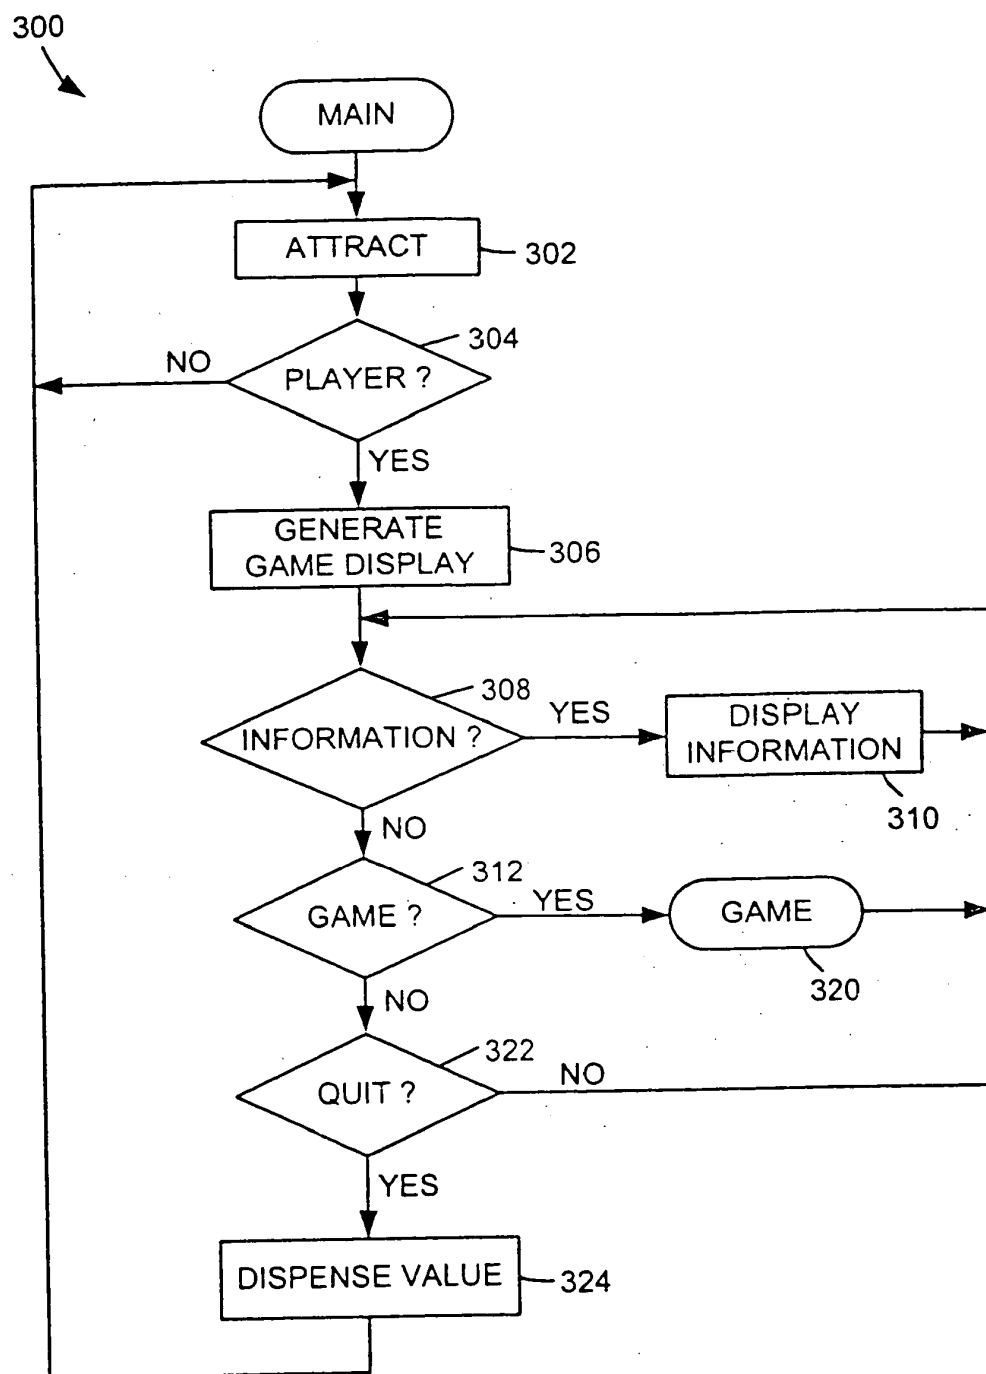 300
MAIN
ATTRACT
302
304
PLAYER ?
NO
YES
GENERATE
GAME DISPLAY
306
308
INFORMATION ?
YES
DISPLAY
INFORMATION
310
NO
312
GAME ?
YES
GAME
320
NO
322
QUIT ?
NO
YES
DISPENSE VALUE
324